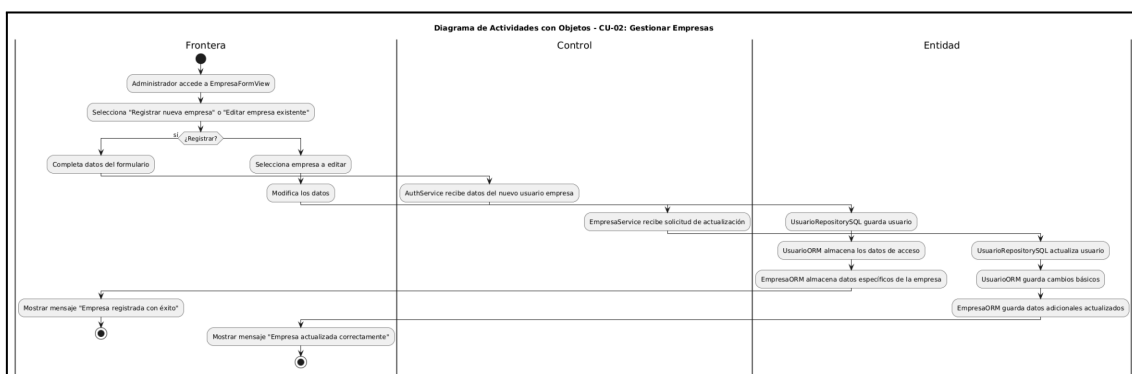 Diagrama de Actividades con Objetos - CU-02: Gestionar Empresas
Frontera
Control
Entidad
Administrador accede a EmpresaFormView
Selecciona "Registrar nueva empresa" o "Editar empresa existente"
sí
¿Registrar?
Completa datos del formulario
Selecciona empresa a editar
Modifica los datos
AuthService recibe datos del nuevo usuario empresa
EmpresaService recibe solicitud de actualización
UsuarioRepositorySQL guarda usuario
UsuarioORM almacena los datos de acceso
UsuarioRepositorySQL actualiza usuario
EmpresaORM almacena datos específicos de la empresa
UsuarioORM guarda cambios básicos
Mostrar mensaje "Empresa registrada con éxito"
EmpresaORM guarda datos adicionales actualizados
Mostrar mensaje "Empresa actualizada correctamente"